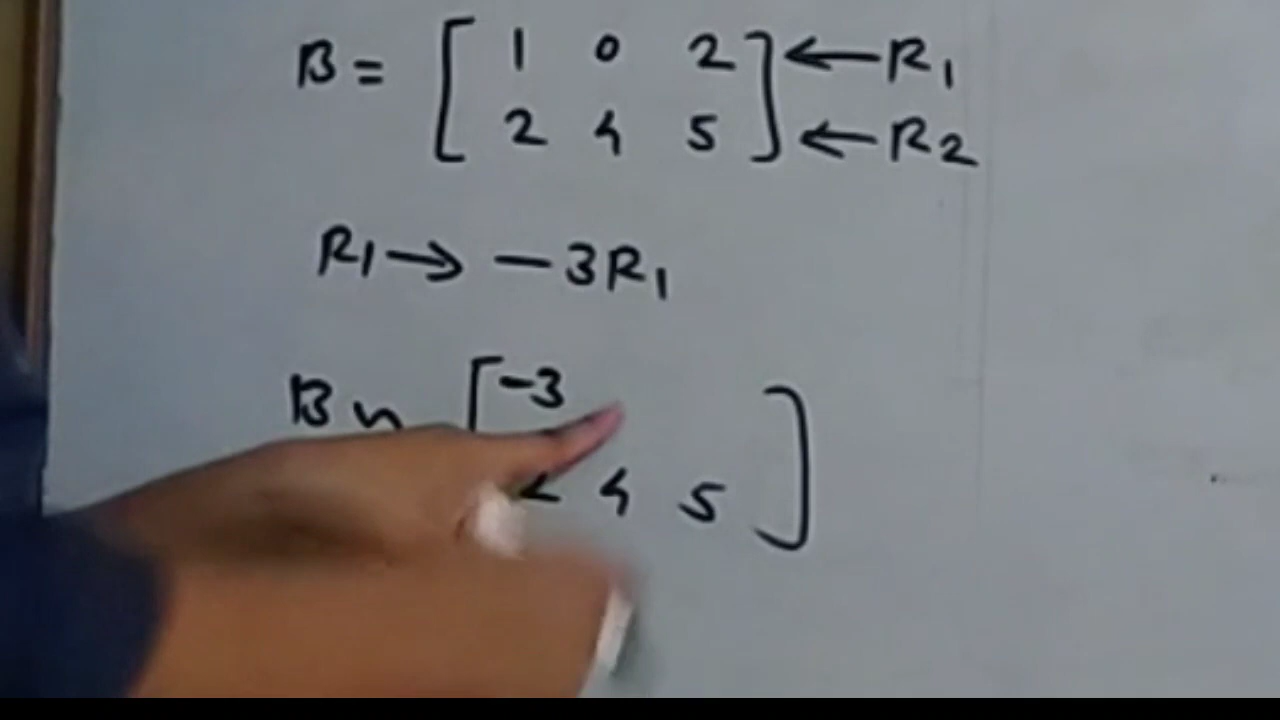 B = [ 1 0 2 ] ← R1
[ 2 4 5 ] ← R2
R1 → -3R1
B ~ [ -3
4 5 ]